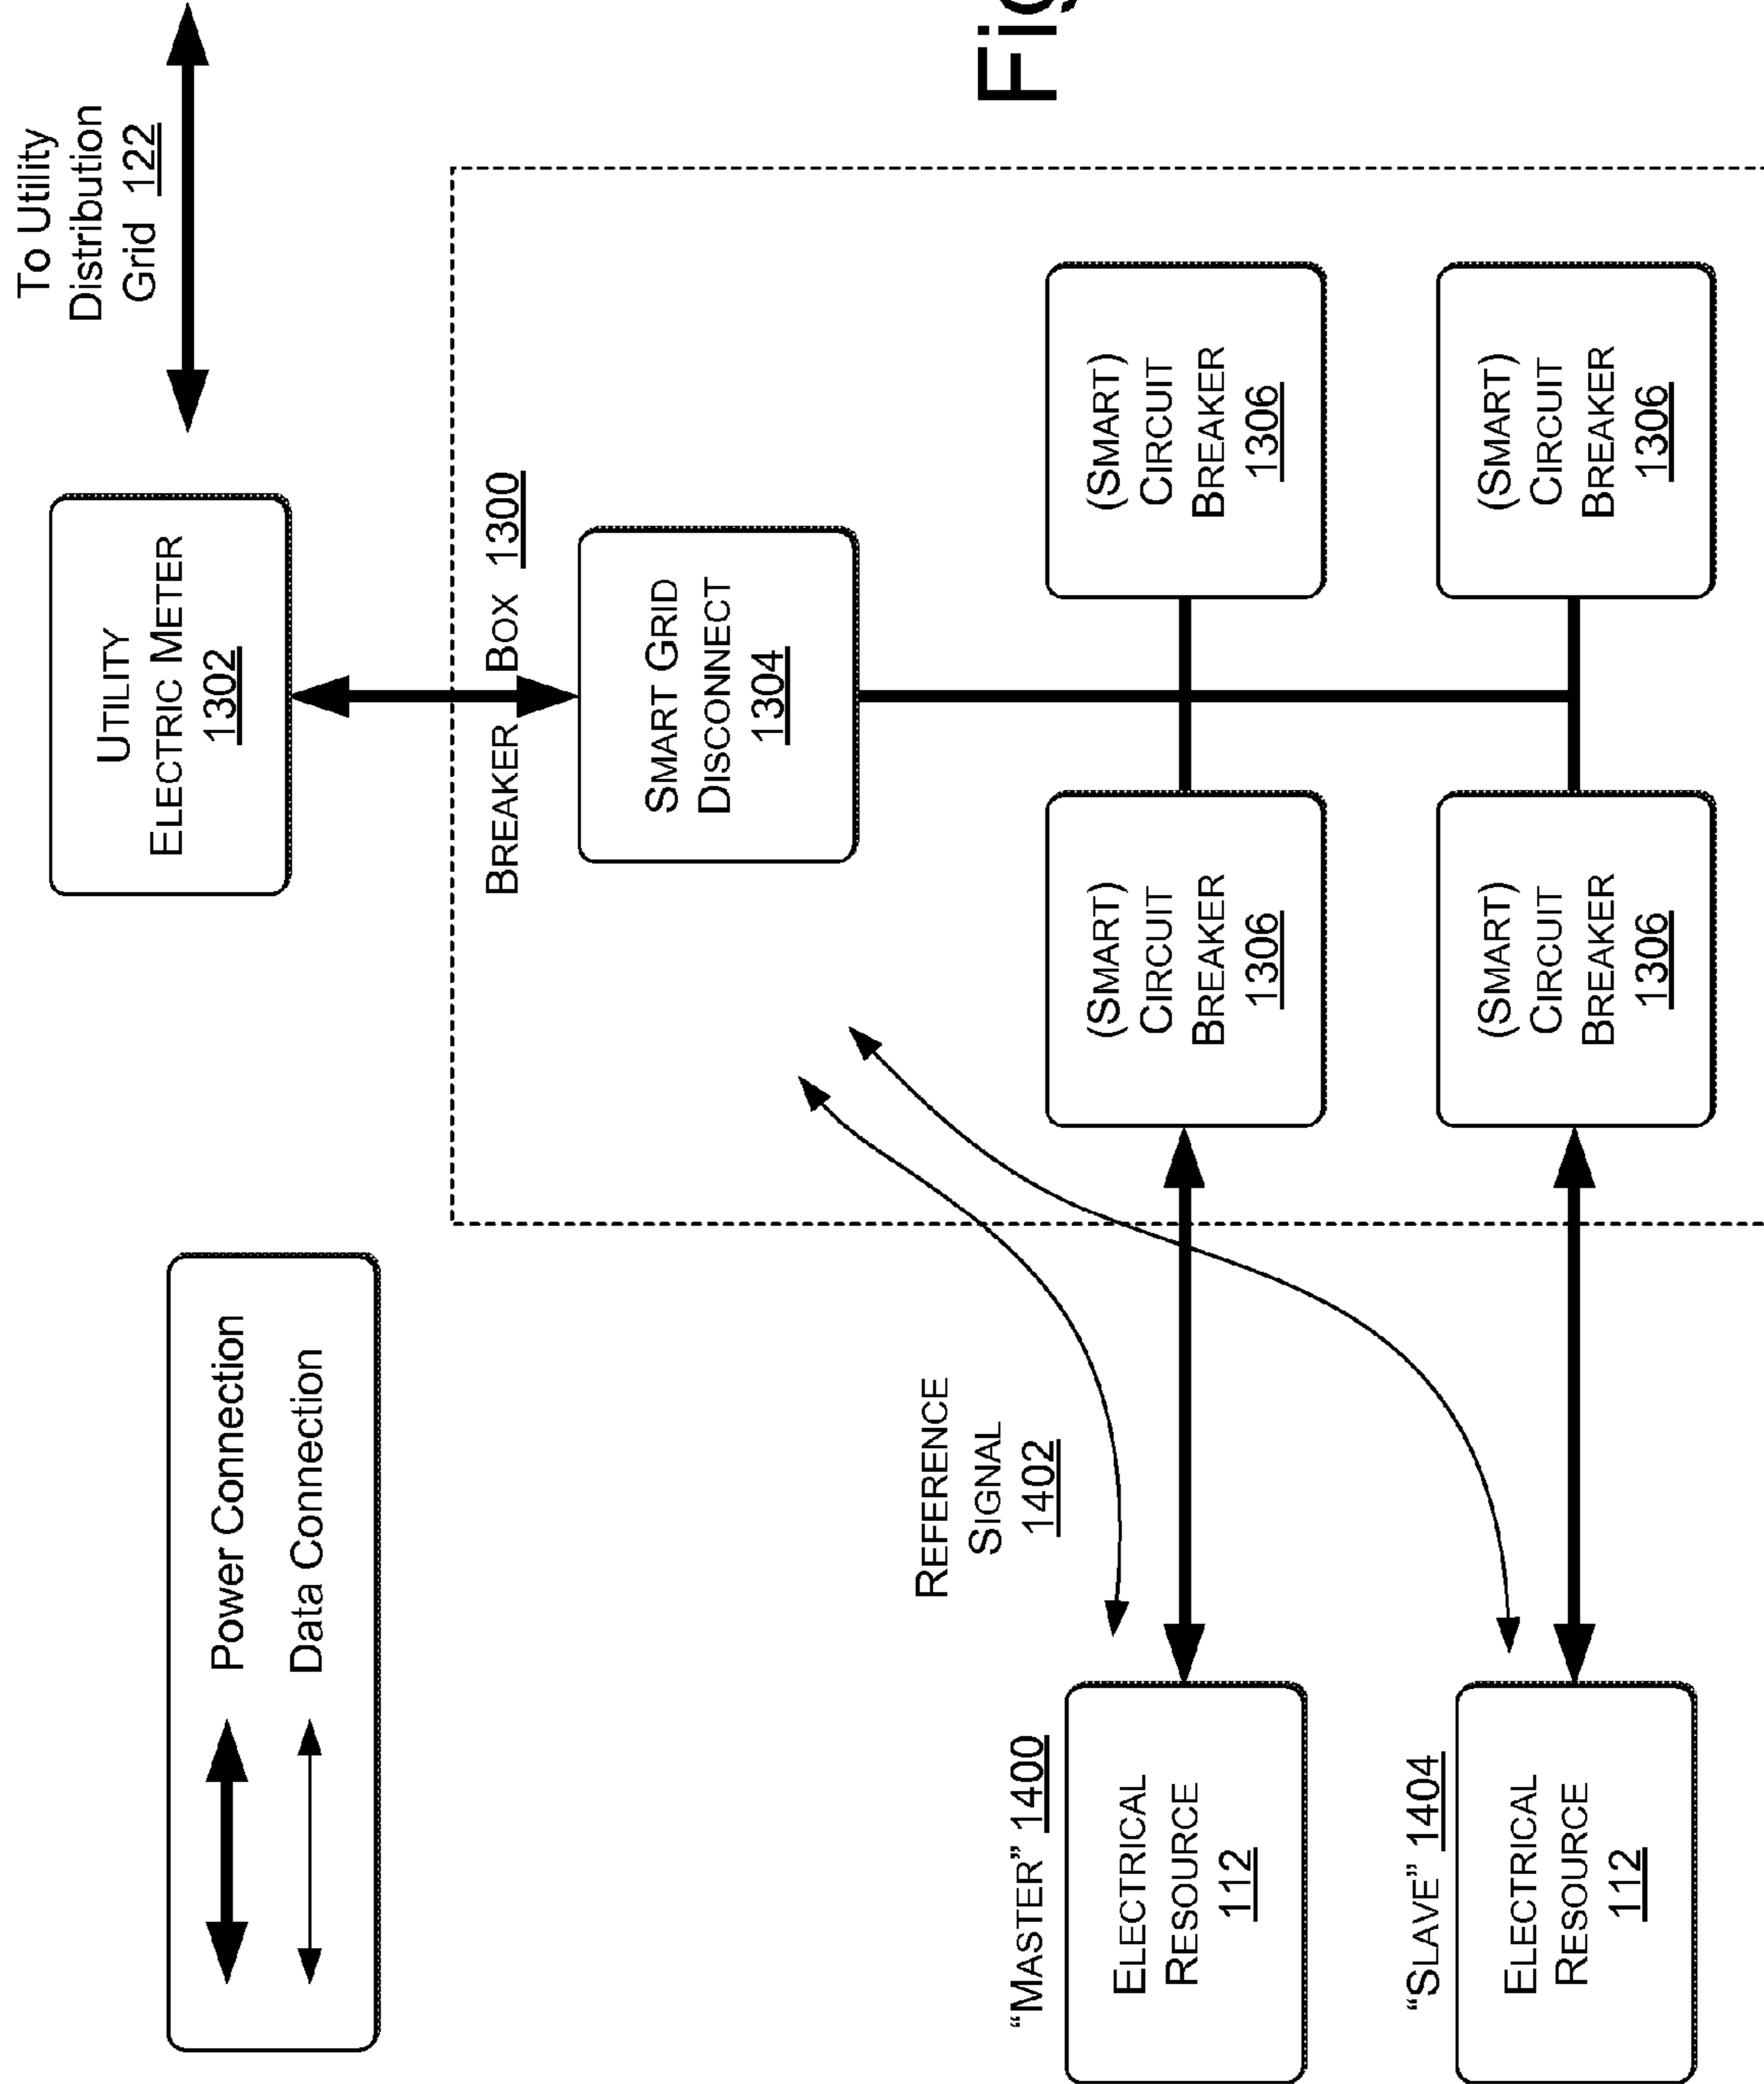 To Utility
Distribution
Grid 122
UTILITY
ELECTRIC METER
1302
BREAKER BOX 1300
SMART GRID
DISCONNECT
1304
(SMART)
CIRCUIT
BREAKER
1306
(SMART)
CIRCUIT
BREAKER
1306
(SMART)
CIRCUIT
BREAKER
1306
(SMART)
CIRCUIT
BREAKER
1306
Power Connection
Data Connection
REFERENCE
SIGNAL
1402
“MASTER” 1400
ELECTRICAL
RESOURCE
112
“SLAVE” 1404
ELECTRICAL
RESOURCE
112